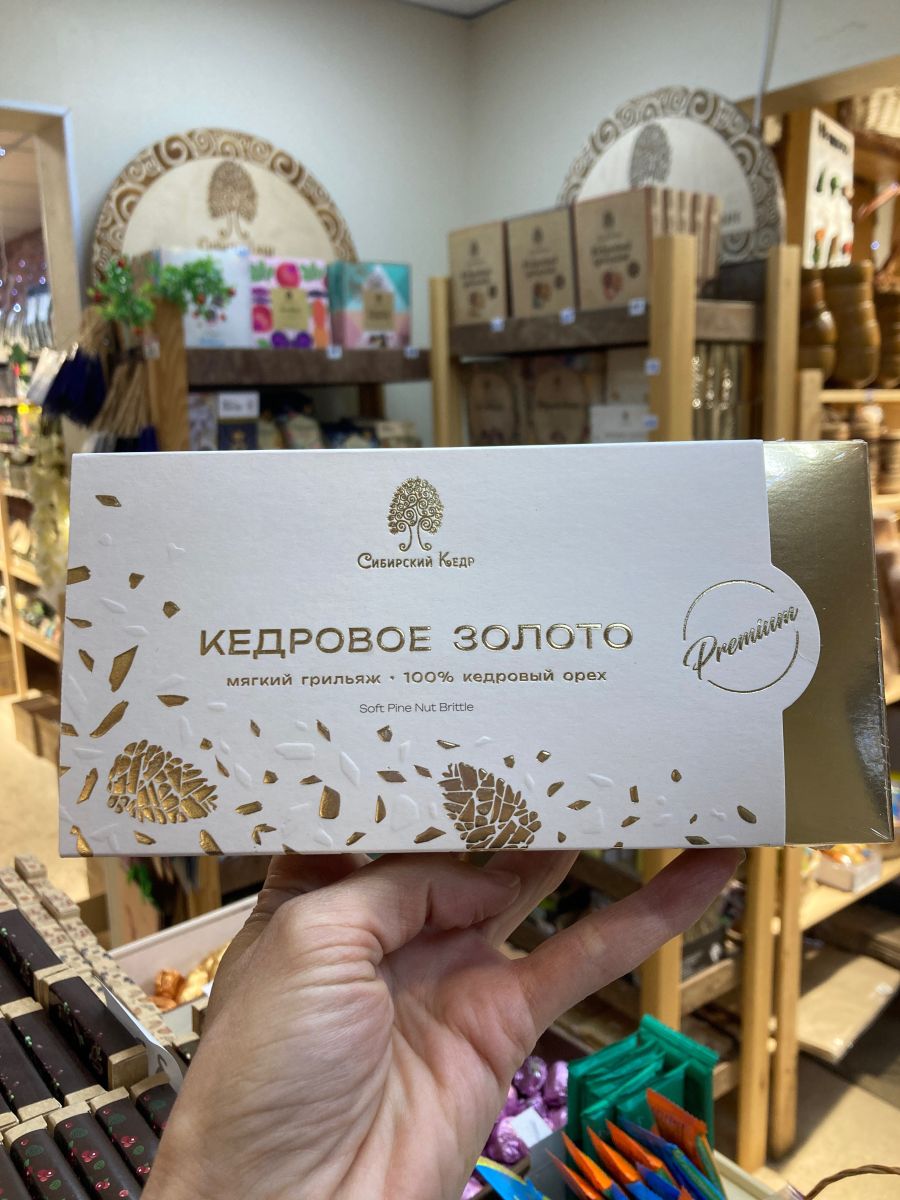 Сибирский Кедр
КЕДРОВОЕ ЗОЛОТО
Premium
мягкий грильяж • 100% кедровый орех
Soft Pine Nut Brittle